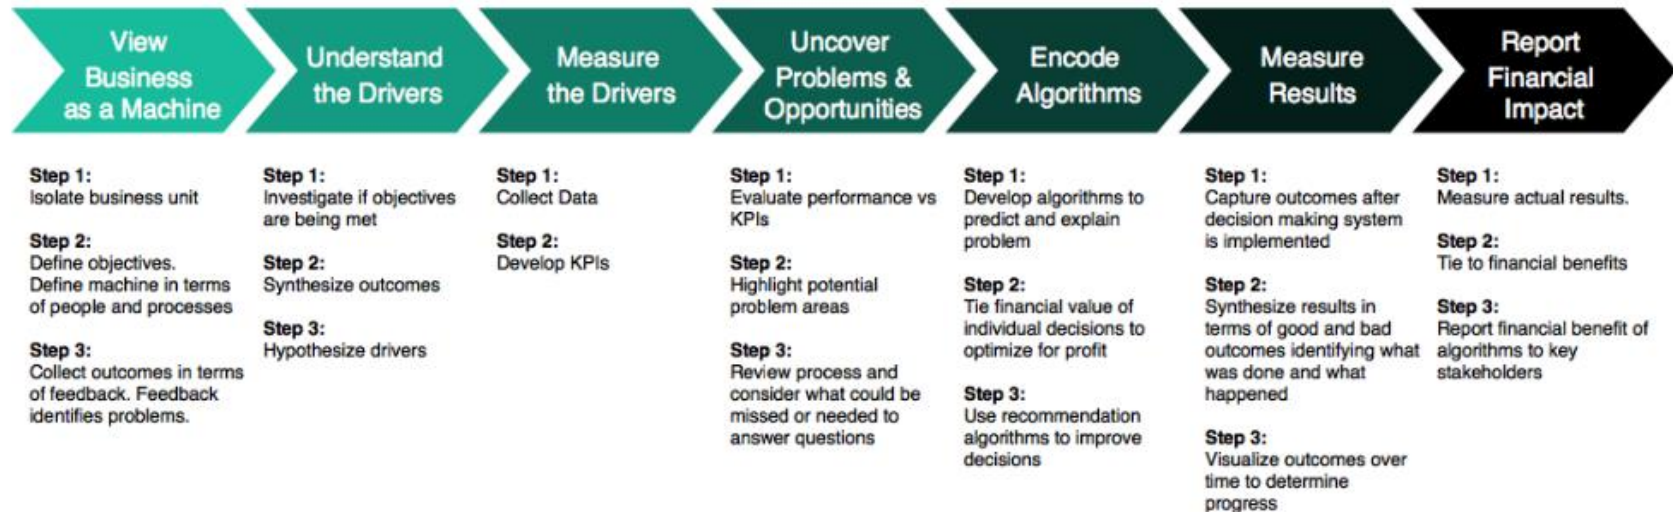 View
Business
as a Machine
Understand
the Drivers
Measure
the Drivers
Uncover
Problems &
Opportunities
Encode
Algorithms
Measure
Results
Report
Financial
Impact
Step 1:
Isolate business unit
Step 2:
Define objectives.
Define machine in terms
of people and processes
Step 3:
Collect outcomes in terms
of feedback. Feedback
identifies problems.
Step 1:
Investigate if objectives
are being met
Step 2:
Synthesize outcomes
Step 3:
Hypothesize drivers
Step 1:
Collect Data
Step 2:
Develop KPIs
Step 1:
Evaluate performance vs
KPIs
Step 2:
Highlight potential
problem areas
Step 3:
Review process and
consider what could be
missed or needed to
answer questions
Step 1:
Develop algorithms to
predict and explain
problem
Step 2:
Tie financial value of
individual decisions to
optimize for profit
Step 3:
Use recommendation
algorithms to improve
decisions
Step 1:
Capture outcomes after
decision making system
is implemented
Step 2:
Synthesize results in
terms of good and bad
outcomes identifying what
was done and what
happened
Step 3:
Visualize outcomes over
time to determine
progress
Step 1:
Measure actual results.
Step 2:
Tie to financial benefits
Step 3:
Report financial benefit of
algorithms to key
stakeholders